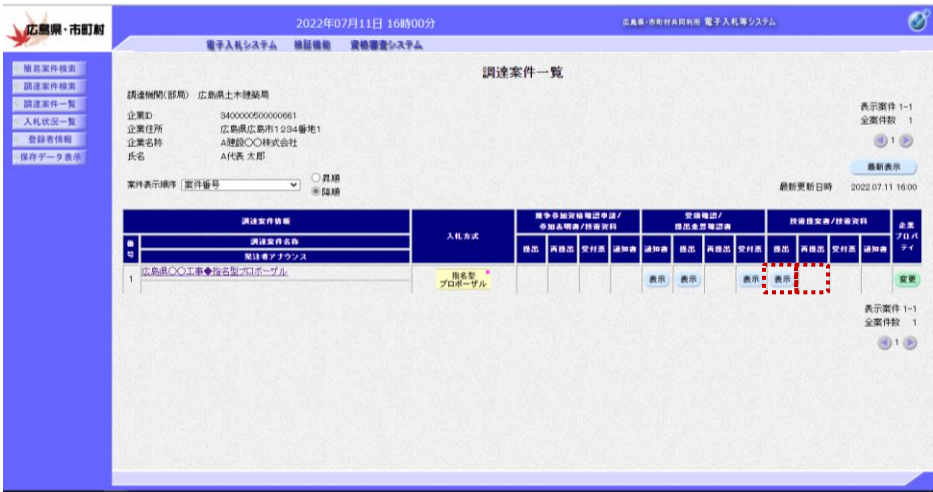 広島県・市町村
2022年07月11日 16時00分
広島県・市町村共同利用 電子入札等システム
電子入札システム 検証機能 資格審査システム
簡易案件検索
調達案件検索
調達案件一覧
入札状況一覧
登録者情報
保存データ表示
調達案件一覧
調達機関(部局) 広島県土木建築局
企業ID 3400000500000661
企業住所 広島県広島市1234番地1
企業名称 A建設〇〇株式会社
氏名 A代表 太郎
案件表示順序 案件番号
昇順
降順
表示案件 1-1
全案件数 1
1
最新表示
最新更新日時 2022.07.11 16:00
調達案件情報
番号
調達案件名称
発注者アナウンス
入札方式
競争参加資格確認申請/
参加表明書/技術資料
提出 再提出 受付票 通知書
受領確認/
提出意思確認書
通知書 提出 再提出 受付票
技術提案書/技術資料
提出 再提出 受付票 通知書
企業
プロパ
ティ
1 広島県〇〇工事◆指名型プロポーザル
指名型
プロポーザル
表示 表示 表示 表示 変更
表示案件 1-1
全案件数 1
1